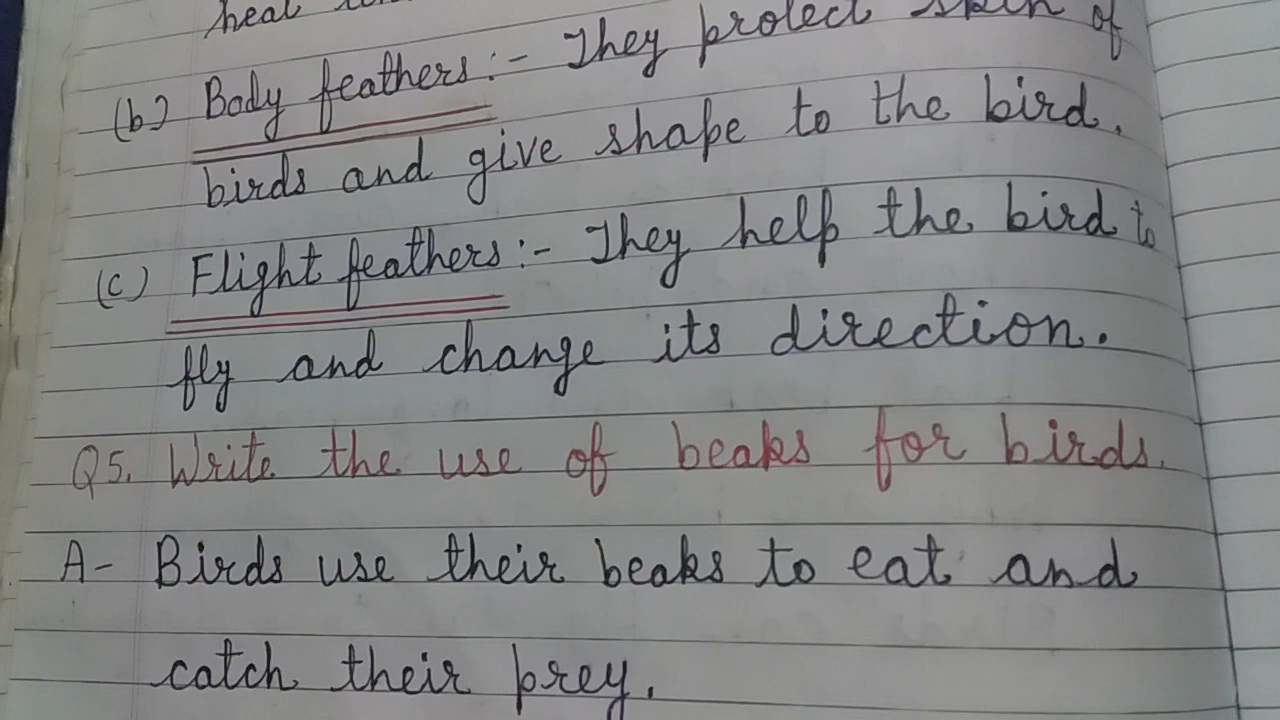 heat
(b) Body feathers:- They protect skin of
birds and give shape to the bird.
(c) Flight feathers:- They help the bird to
fly and change its direction.
Q5. Write the use of beaks for birds.
A- Birds use their beaks to eat and
catch their prey.